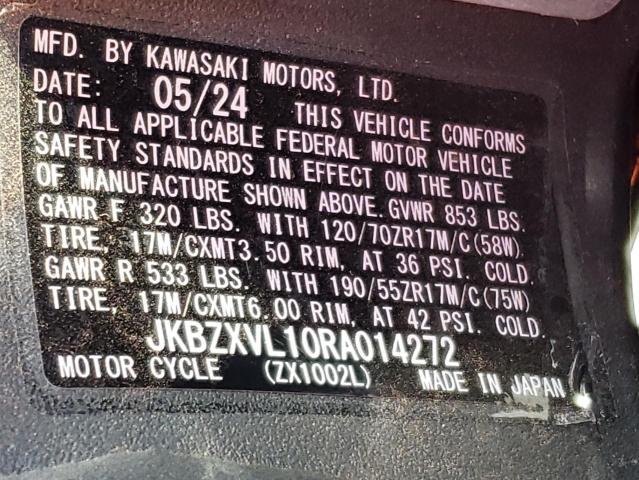 MFD. BY KAWASAKI MOTORS, LTD.
DATE: 05/24 THIS VEHICLE CONFORMS
TO ALL APPLICABLE FEDERAL MOTOR VEHICLE
SAFETY STANDARDS IN EFFECT ON THE DATE
OF MANUFACTURE SHOWN ABOVE. GVWR 853 LBS.
GAWR F 320 LBS. WITH 120/70ZR17M/C(58W)
TIRE, 17M/CXMT3.50 RIM, AT 36 PSI. COLD.
GAWR R 533 LBS. WITH 190/55ZR17M/C(75W)
TIRE, 17M/CXMT6.00 RIM, AT 42 PSI. COLD.
JKBZXVL10RA014272
MOTOR CYCLE (ZX1002L) MADE IN JAPAN